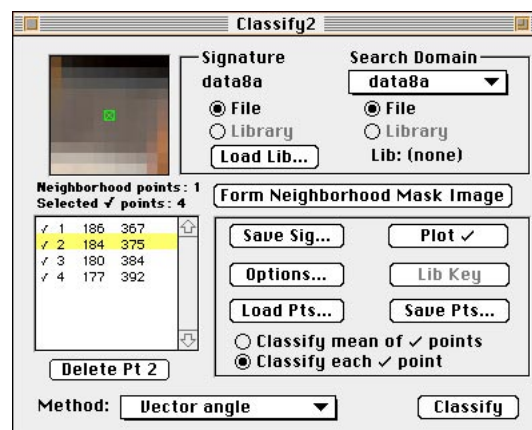 Classify2
Signature
data8a
File
Library
Load Lib...
Search Domain
data8a
File
Library
Lib: (none)
Neighborhood points: 1
Selected √ points: 4
Form Neighborhood Mask Image
√ 1 186 367
√ 2 184 375
√ 3 180 384
√ 4 177 392
Delete Pt 2
Save Sig...
Plot ✓
Options...
Lib Key
Load Pts...
Save Pts...
Classify mean of ✓ points
Classify each ✓ point
Method: Vector angle
Classify